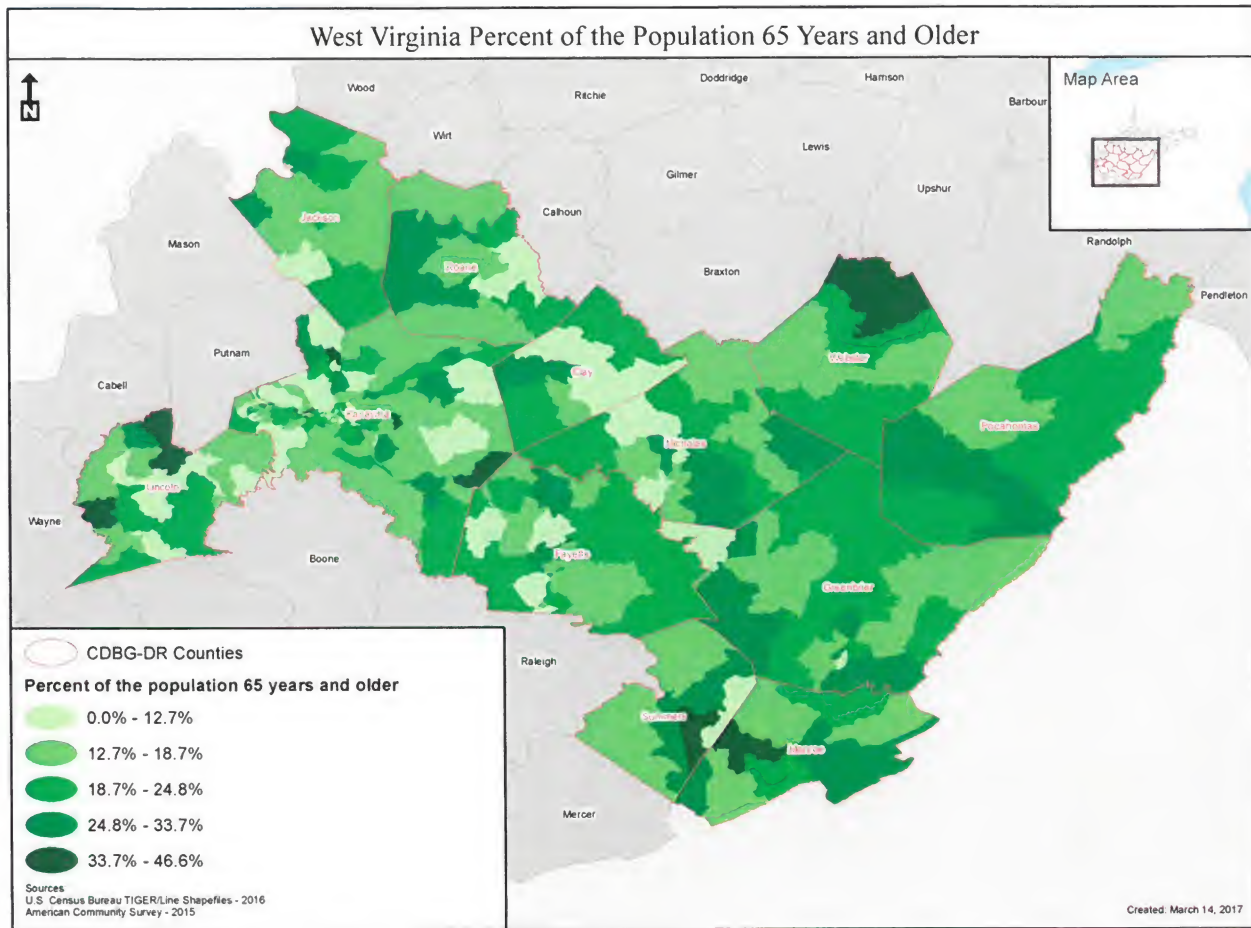 West Virginia Percent of the Population 65 Years and Older
N
Map Area
Wood
Doddridge
Harrison
Ritchie
Barbour
Wirt
Lewis
Gilmer
Upshur
Jackson
Calhoun
Mason
Randolph
Roane
Braxton
Pendleton
Putnam
Webster
Clay
Cabell
Kanawha
Pocahontas
Nicholas
Lincoln
Wayne
Boone
Fayette
Greenbrier
Raleigh
Summers
Monroe
Mercer
CDBG-DR Counties
Percent of the population 65 years and older
0.0% - 12.7%
12.7% - 18.7%
18.7% - 24.8%
24.8% - 33.7%
33.7% - 46.6%
Sources
U.S. Census Bureau TIGER/Line Shapefiles - 2016
American Community Survey - 2015
Created: March 14, 2017